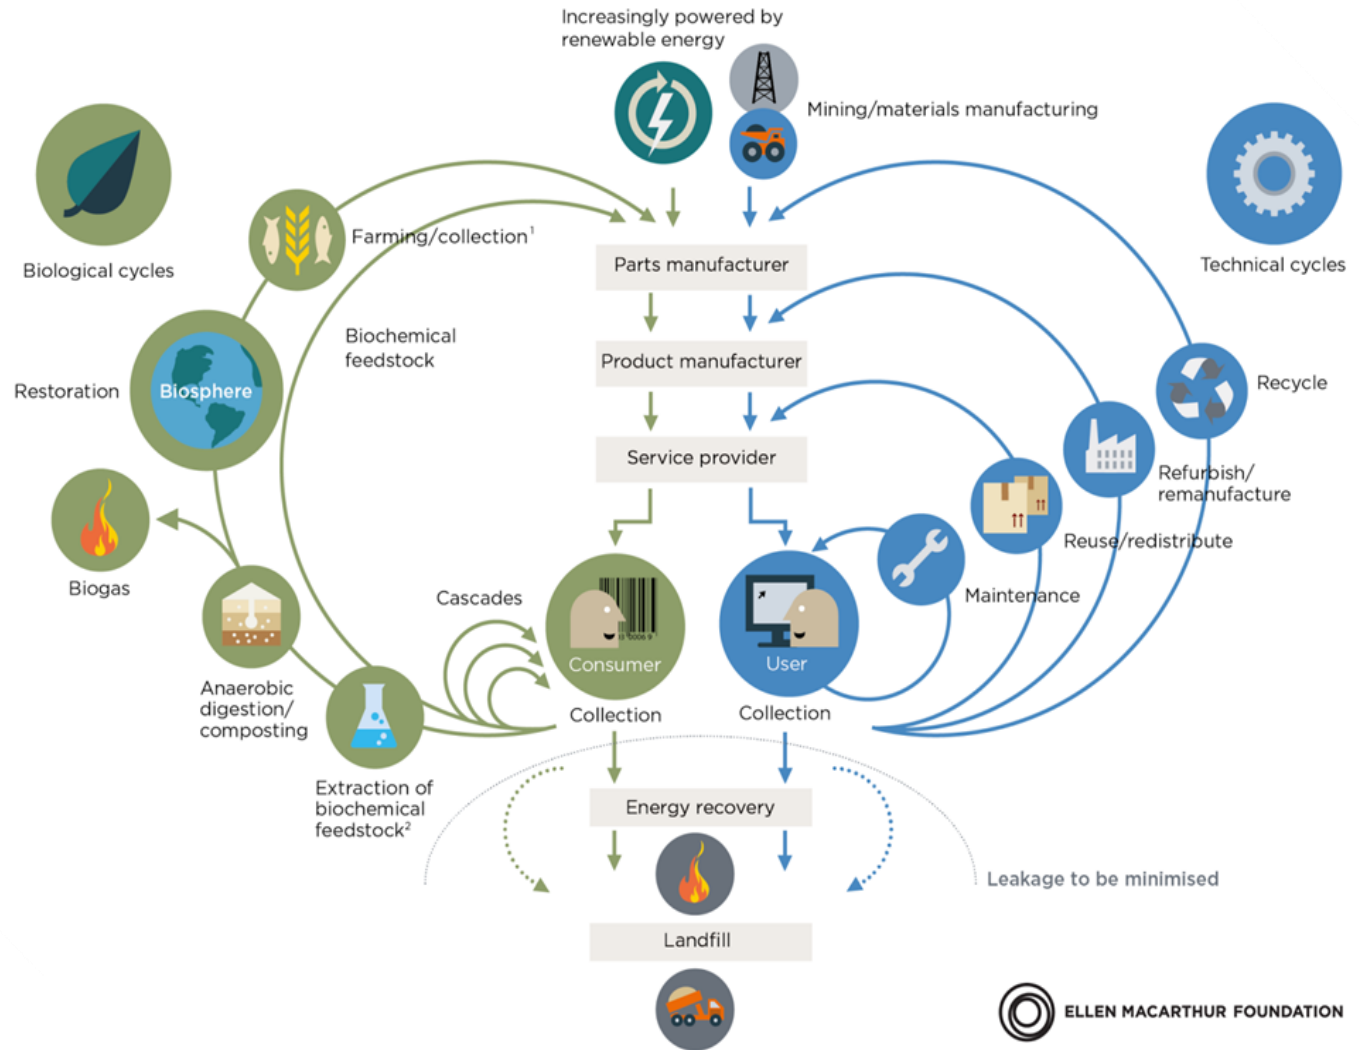 Increasingly powered by
renewable energy
Mining/materials manufacturing
Biological cycles
Technical cycles
Farming/collection¹
Parts manufacturer
Biochemical
feedstock
Product manufacturer
Restoration
Biosphere
Recycle
Service provider
Refurbish/
remanufacture
Reuse/redistribute
Biogas
Cascades
Maintenance
Consumer
User
Anaerobic
digestion/
composting
Collection
Collection
Extraction of
biochemical
feedstock²
Energy recovery
Leakage to be minimised
Landfill
ELLEN MACARTHUR FOUNDATION